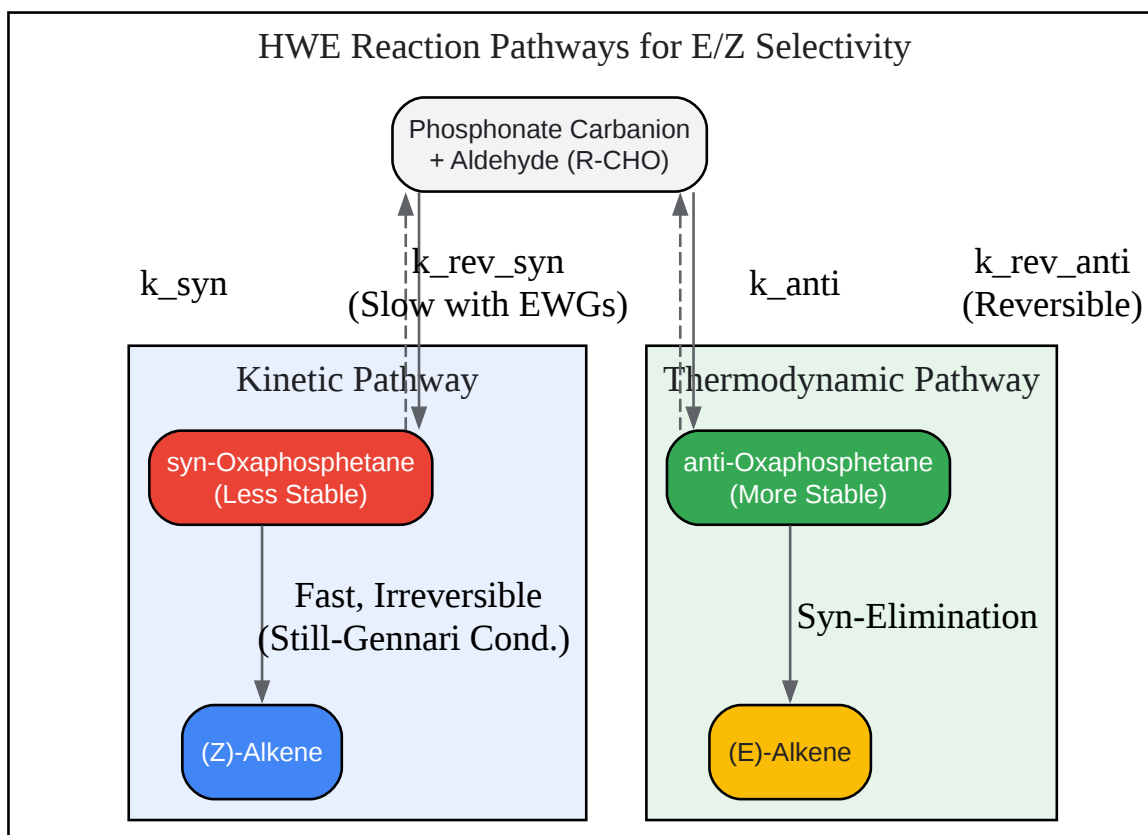 HWE Reaction Pathways for E/Z Selectivity
Phosphonate Carbanion
+ Aldehyde (R-CHO)
k_syn
k_rev_syn
(Slow with EWGs)
k_anti
k_rev_anti
(Reversible)
Kinetic Pathway
Thermodynamic Pathway
syn-Oxaphosphetane
(Less Stable)
anti-Oxaphosphetane
(More Stable)
Fast, Irreversible
(Still-Gennari Cond.)
Syn-Elimination
(Z)-Alkene
(E)-Alkene